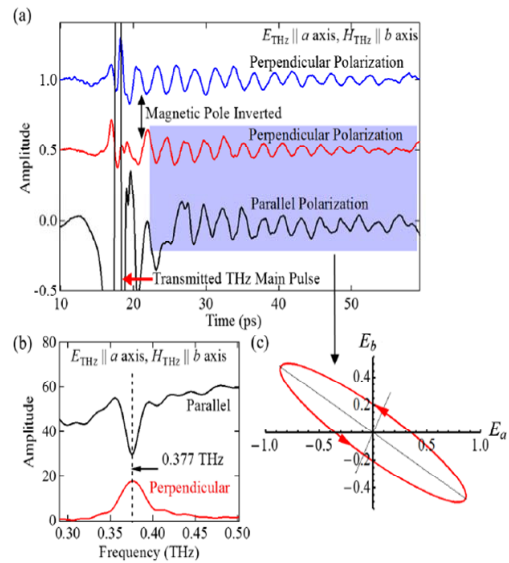 (a)
E_THz || a axis, H_THz || b axis
Perpendicular Polarization
Magnetic Pole Inverted
Perpendicular Polarization
Parallel Polarization
Transmitted THz Main Pulse
Amplitude
1.0
0.5
0.0
-0.5
10 20 30 40 50
Time (ps)
(b)
E_THz || a axis, H_THz || b axis
Parallel
0.377 THz
Perpendicular
Amplitude
80
60
40
20
0
0.30 0.35 0.40 0.45 0.50
Frequency (THz)
(c)
E_b
E_a
0.4
0.2
-0.2
-0.4
-1.0 -0.5 0.5 1.0